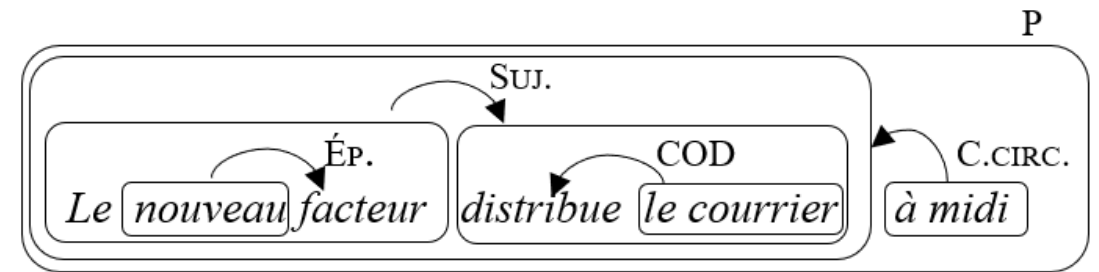 P
SUJ.
ÉP. COD C.CIRC.
Le nouveau facteur distribue le courrier à midi